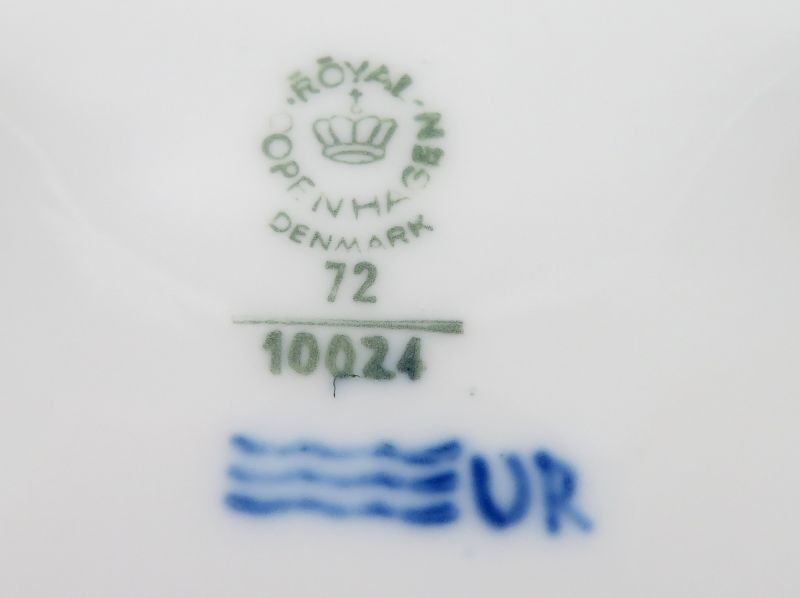 ROYAL COPENHAGEN
DENMARK
72
10024
UR